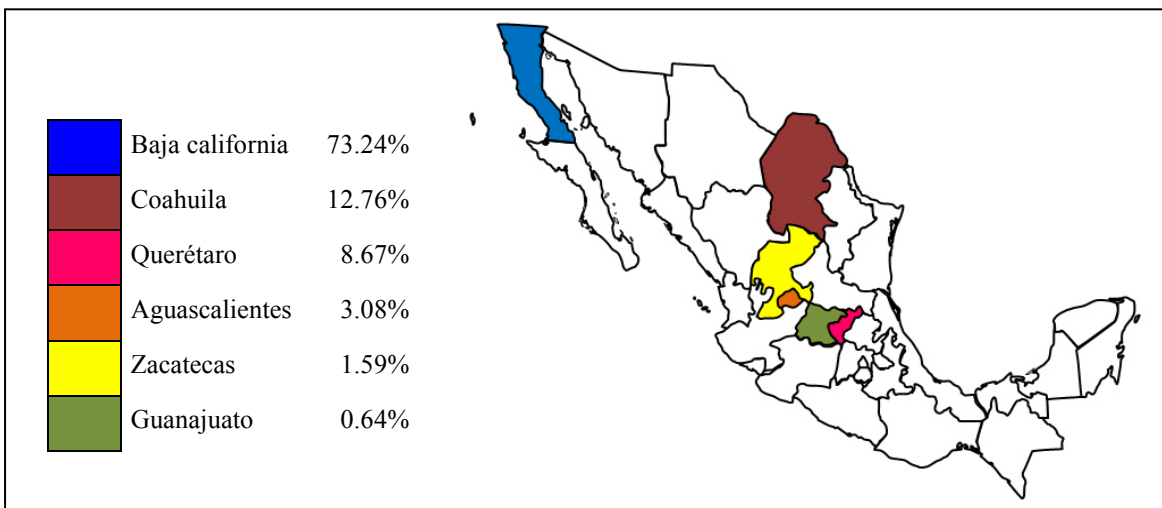 Baja california 73.24%
Coahuila 12.76%
Querétaro 8.67%
Aguascalientes 3.08%
Zacatecas 1.59%
Guanajuato 0.64%